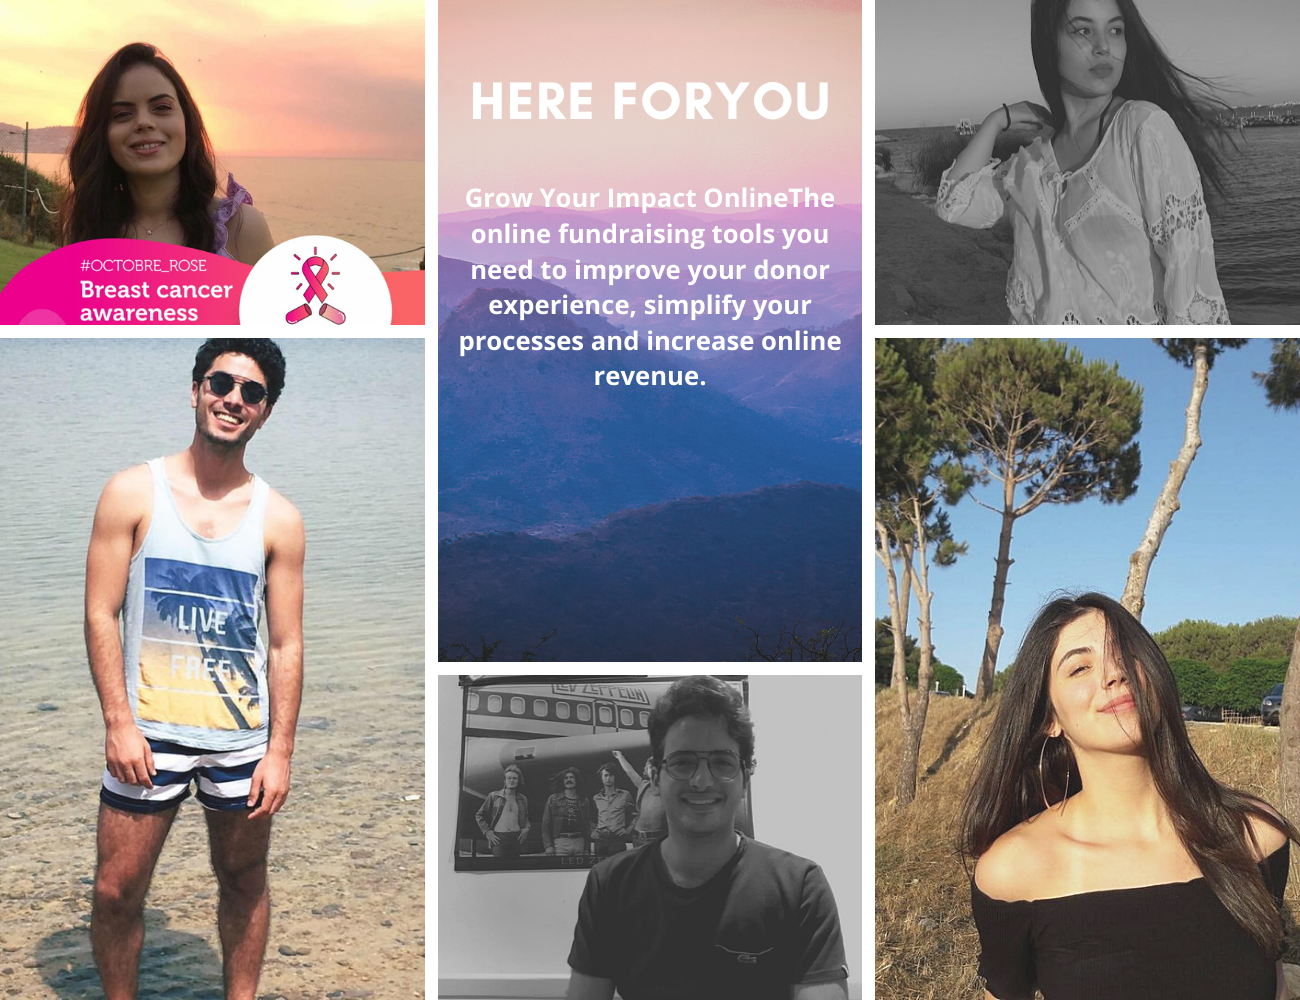 HERE FORYOU
Grow Your Impact OnlineThe
online fundraising tools you
need to improve your donor
experience, simplify your
processes and increase online
revenue.
#OCTOBRE_ROSE
Breast cancer
awareness
LIVE
FREE
LED ZEPPELIN